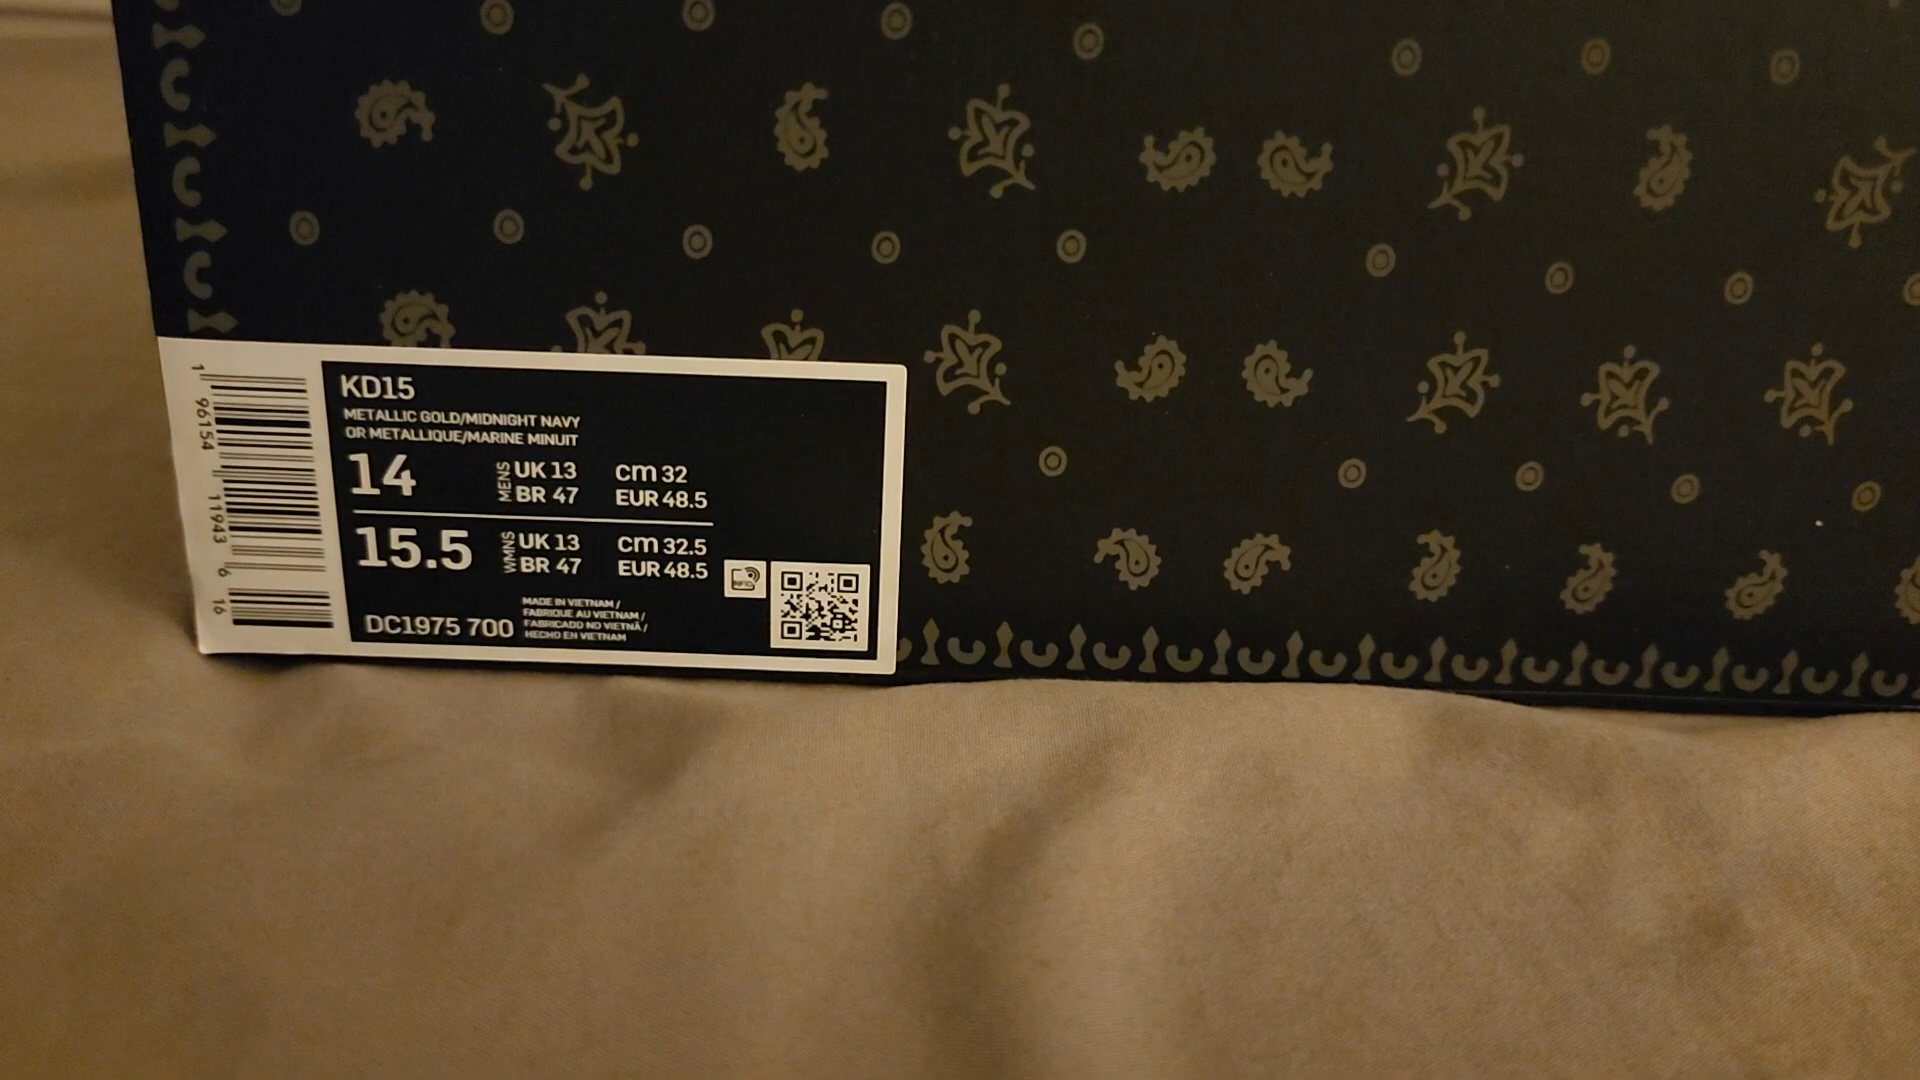 KD15
METALLIC GOLD/MIDNIGHT NAVY
OR METALLIQUE/MARINE MINUIT
14 MENS UK 13 cm 32
BR 47 EUR 48.5
15.5 WMNS UK 13 cm 32.5
BR 47 EUR 48.5
DC1975 700
MADE IN VIETNAM /
FABRIQUE AU VIETNAM /
FABRICADO NO VIETNÃ /
HECHO EN VIETNAM
RFID
1 96154 11943 6 16